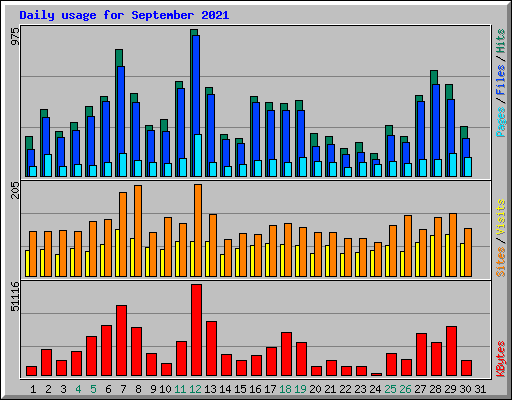 Daily usage for September 2021
975
Pages / Files / Hits
205
Sites / Visits
51116
KBytes
1 2 3 4 5 6 7 8 9 10 11 12 13 14 15 16 17 18 19 20 21 22 23 24 25 26 27 28 29 30 31